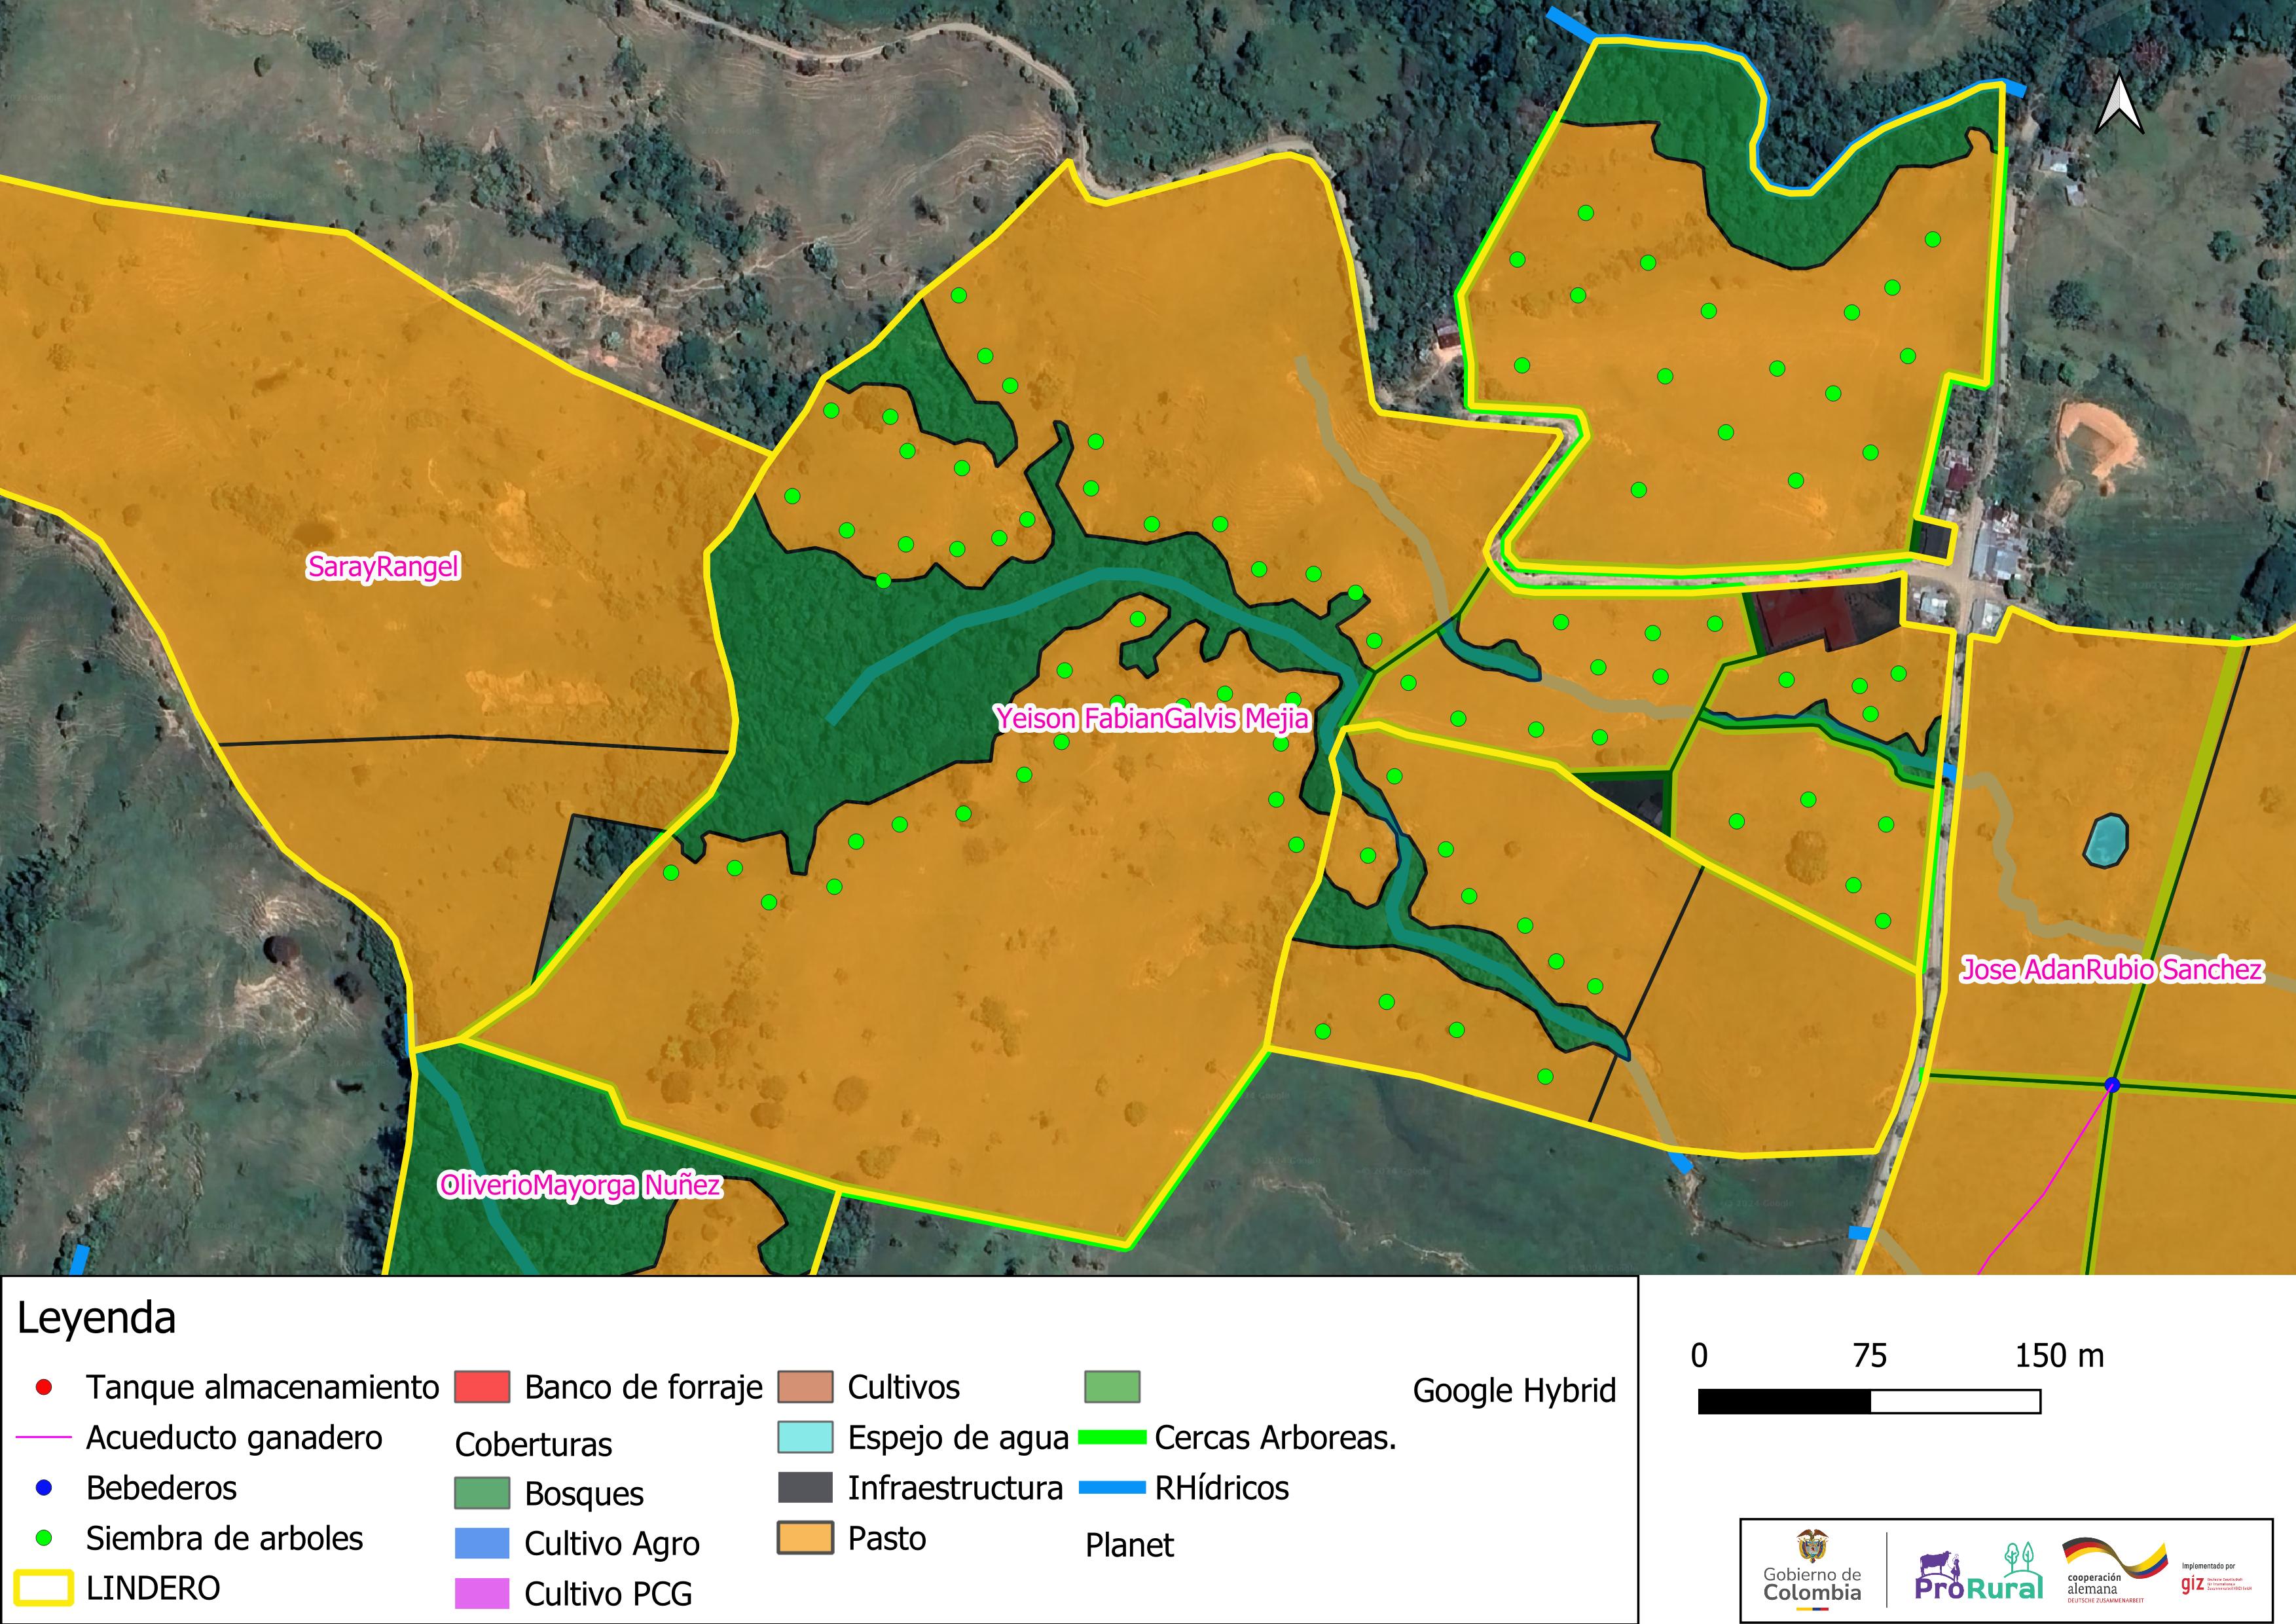 SarayRangel
Yeison FabianGalvis Mejia
Jose AdanRubio Sanchez
OliverioMayorga Nuñez
Leyenda
Tanque almacenamiento
Acueducto ganadero
Bebederos
Siembra de arboles
LINDERO
Banco de forraje
Coberturas
Bosques
Cultivo Agro
Cultivo PCG
Cultivos
Espejo de agua
Infraestructura
Pasto
Cercas Arboreas.
RHídricos
Planet
Google Hybrid
0 75 150 m
Gobierno de
Colombia
ProRural
cooperación
alemana
DEUTSCHE ZUSAMMENARBEIT
Implementado por
giz